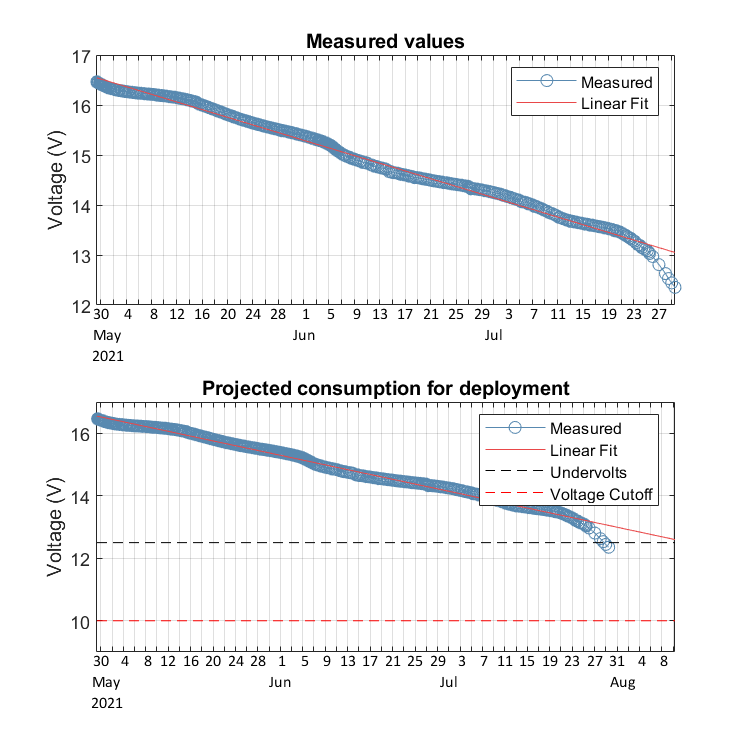 Measured values
17
16
15
14
13
12
Voltage (V)
Measured
Linear Fit
30 4 8 12 16 20 24 28 1 5 9 13 17 21 25 29 3 7 11 15 19 23 27
May Jun Jul
2021
Projected consumption for deployment
16
14
12
10
Voltage (V)
Measured
Linear Fit
Undervolts
Voltage Cutoff
30 4 8 12 16 20 24 28 1 5 9 13 17 21 25 29 3 7 11 15 19 23 27 31 4 8
May Jun Jul Aug
2021